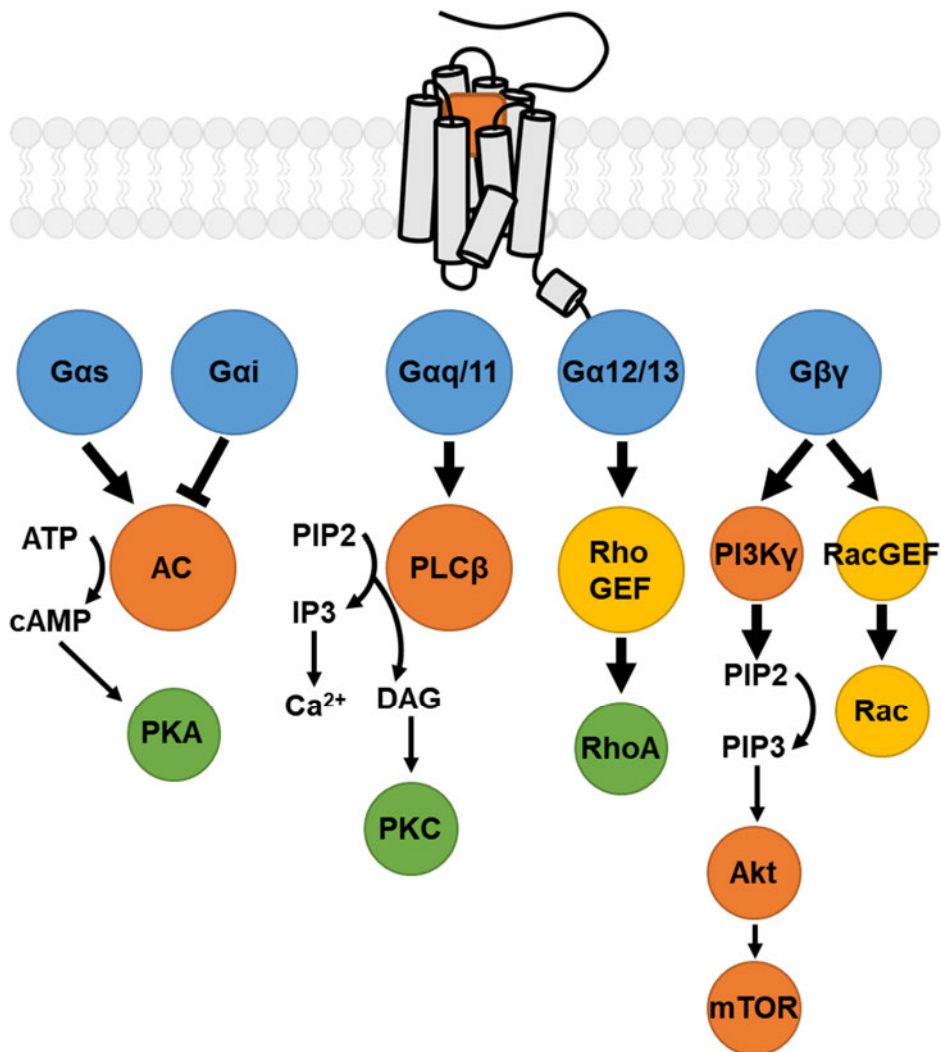 Gαs
Gαi
Gαq/11
Gα12/13
Gβγ
ATP
cAMP
AC
PKA
PIP2
IP3
Ca²⁺
PLCβ
DAG
PKC
Rho
GEF
RhoA
PI3Kγ
RacGEF
PIP2
PIP3
Rac
Akt
mTOR